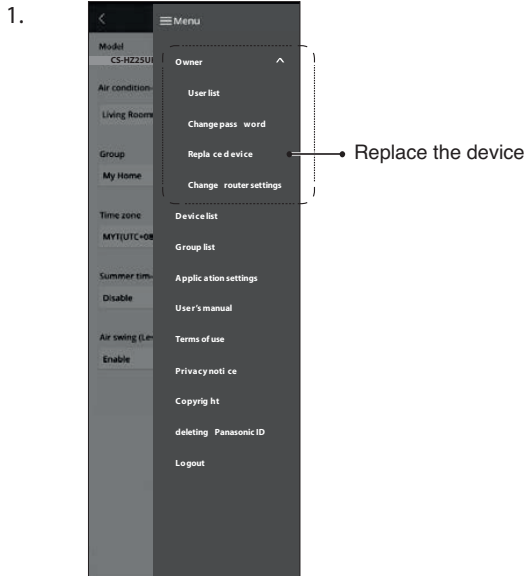 1.
Menu
Model
CS-HZ25U
Air condition
Living Room
Group
My Home
Time zone
MYT(UTC+08
Summer tim
Disable
Air swing (Le
Enable
Owner
User list
Change pass word
Repla ce d evice
Change router settings
Device list
Group list
Applic ation settings
User's manual
Terms of use
Privacy noti ce
Copyrig ht
deleting Panasonic ID
Logout
Replace the device